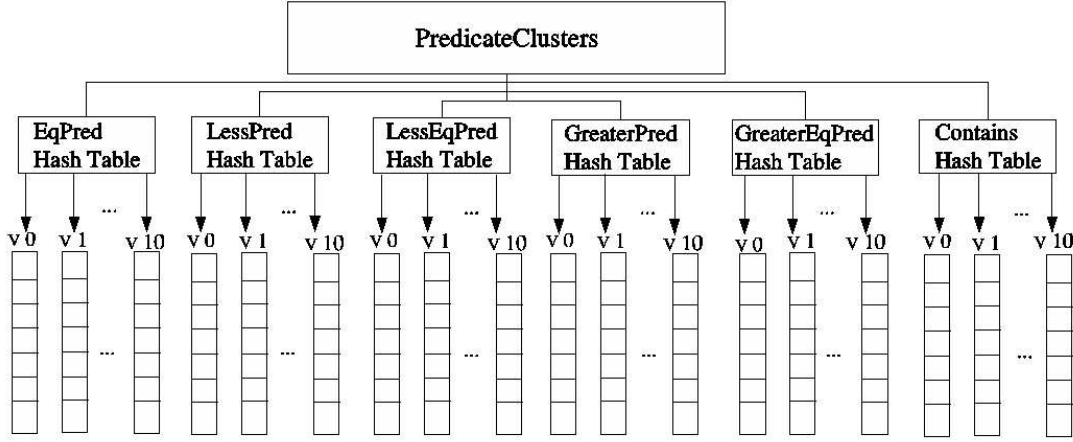 PredicateClusters
EqPred
Hash Table
LessPred
Hash Table
LessEqPred
Hash Table
GreaterPred
Hash Table
GreaterEqPred
Hash Table
Contains
Hash Table
... ... ... ... ... ...
v 0 v 1 v 10 v 0 v 1 v 10 v 0 v 1 v 10 v 0 v 1 v 10 v 0 v 1 v 10 v 0 v 1 v 10
... ... ... ... ... ...